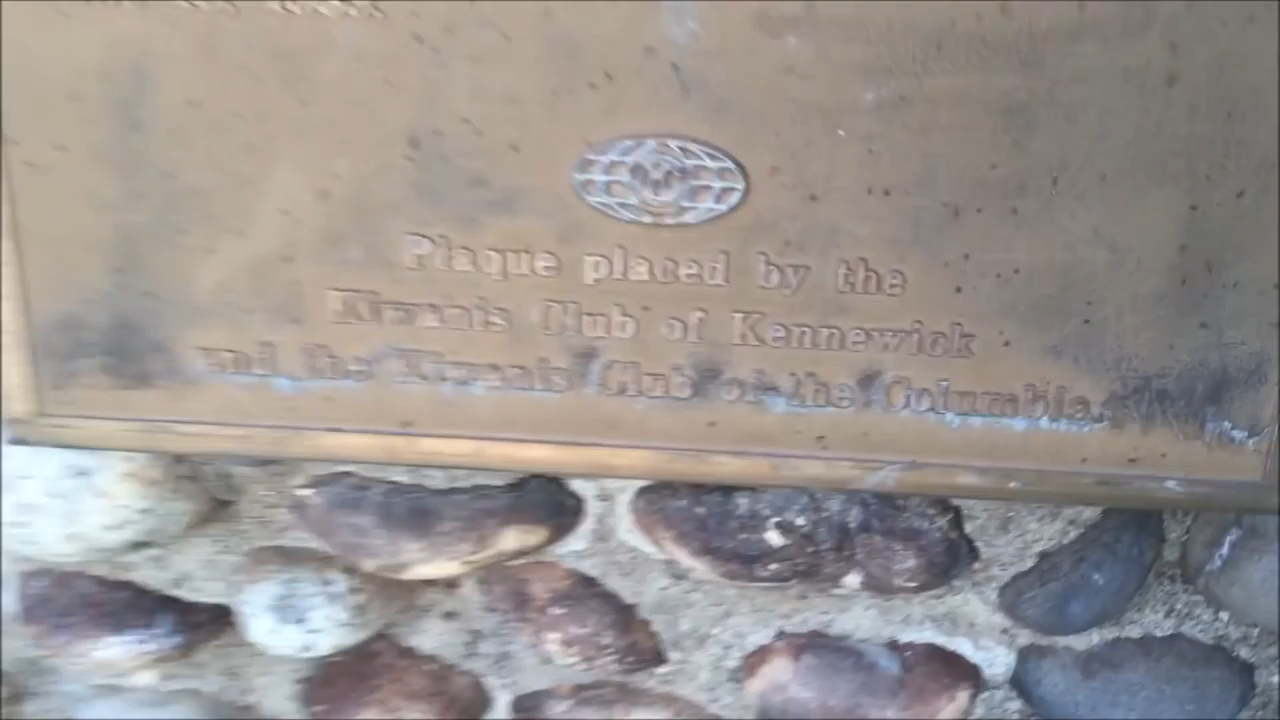 Plaque placed by the
Kiwanis Club of Kennewick
and the Kiwanis Club of the Columbia.